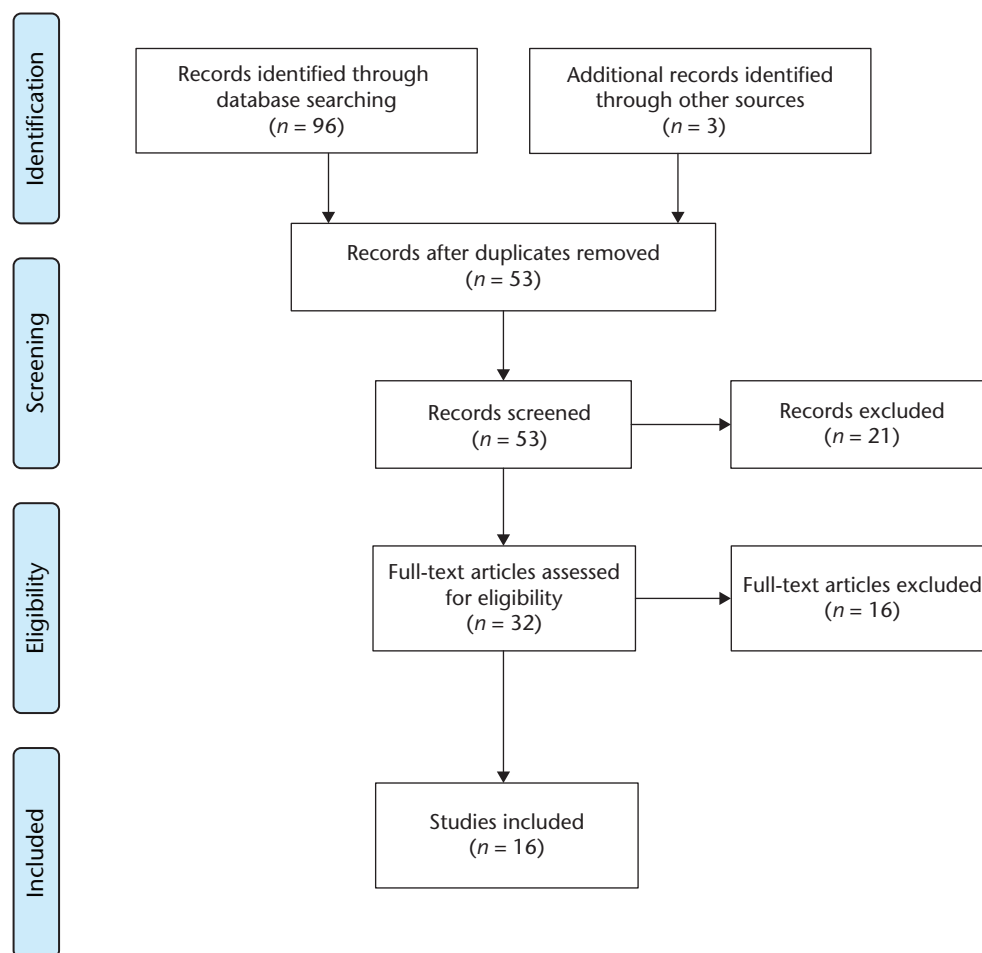 Identification
Records identified through
database searching
(n = 96)
Additional records identified
through other sources
(n = 3)
Records after duplicates removed
(n = 53)
Screening
Records screened
(n = 53)
Records excluded
(n = 21)
Eligibility
Full-text articles assessed
for eligibility
(n = 32)
Full-text articles excluded
(n = 16)
Included
Studies included
(n = 16)